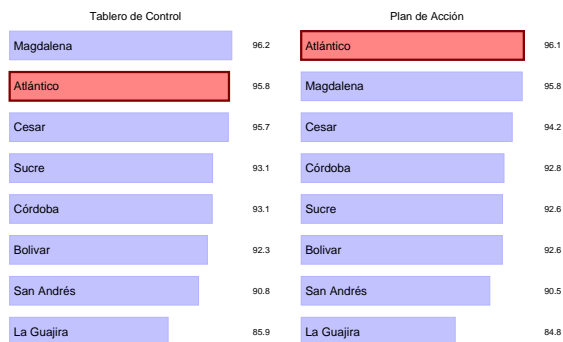 Tablero de Control
Magdalena 96.2
Atlántico 95.8
Cesar 95.7
Sucre 93.1
Córdoba 93.1
Bolivar 92.3
San Andrés 90.8
La Guajira 85.9
Plan de Acción
Atlántico 96.1
Magdalena 95.8
Cesar 94.2
Córdoba 92.8
Sucre 92.6
Bolivar 92.6
San Andrés 90.5
La Guajira 84.8